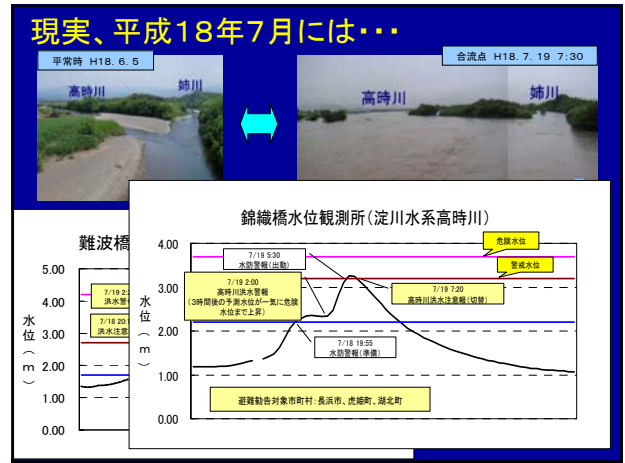 現実、平成18年7月には・・・
平常時 H18.6.5
合流点 H18.7.19 7:30
高時川
姉川
高時川
姉川
難波橋
5.00
4.00
3.00
2.00
1.00
0.00
水位（m）
7/18 20:1
洪水注意
錦織橋水位観測所（淀川水系高時川）
4.00
3.00
2.00
1.00
0.00
水位（m）
危険水位
警戒水位
7/19 5:30
水防警報（出動）
7/19 2:00
高時川洪水警報
（3時間後の予測水位が一気に危険
水位まで上昇）
7/19 7:20
高時川洪水注意報（切替）
7/18 19:55
水防警報（準備）
避難勧告対象市町村：長浜市、虎姫町、湖北町